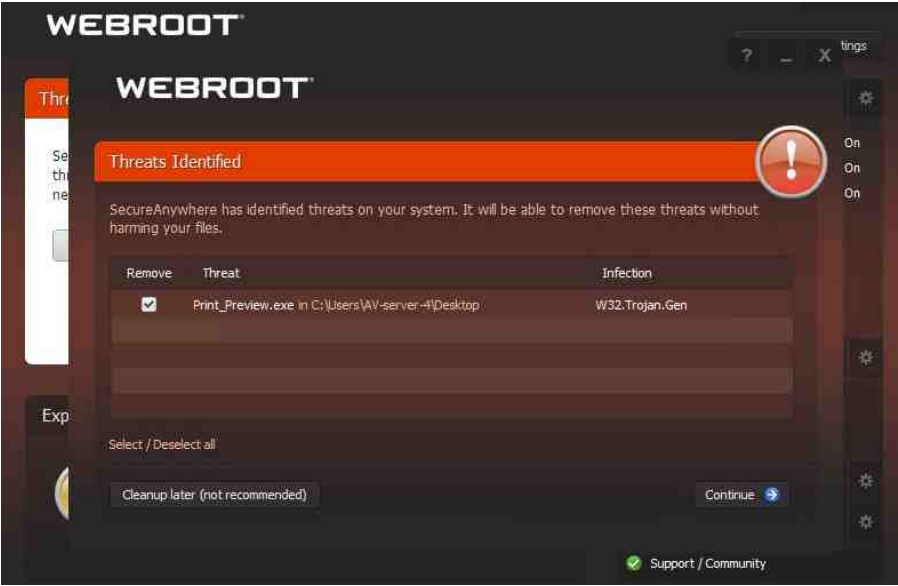 WEBROOT
tings
? _ X
WEBROOT
Thre
Threats Identified
On
On
On
Se
thr
ne
SecureAnywhere has identified threats on your system. It will be able to remove these threats without
harming your files.
Remove Threat Infection
Print_Preview.exe in C:\Users\AV-server-4\Desktop W32.Trojan.Gen
Exp
Select / Deselect all
Cleanup later (not recommended) Continue
Support / Community